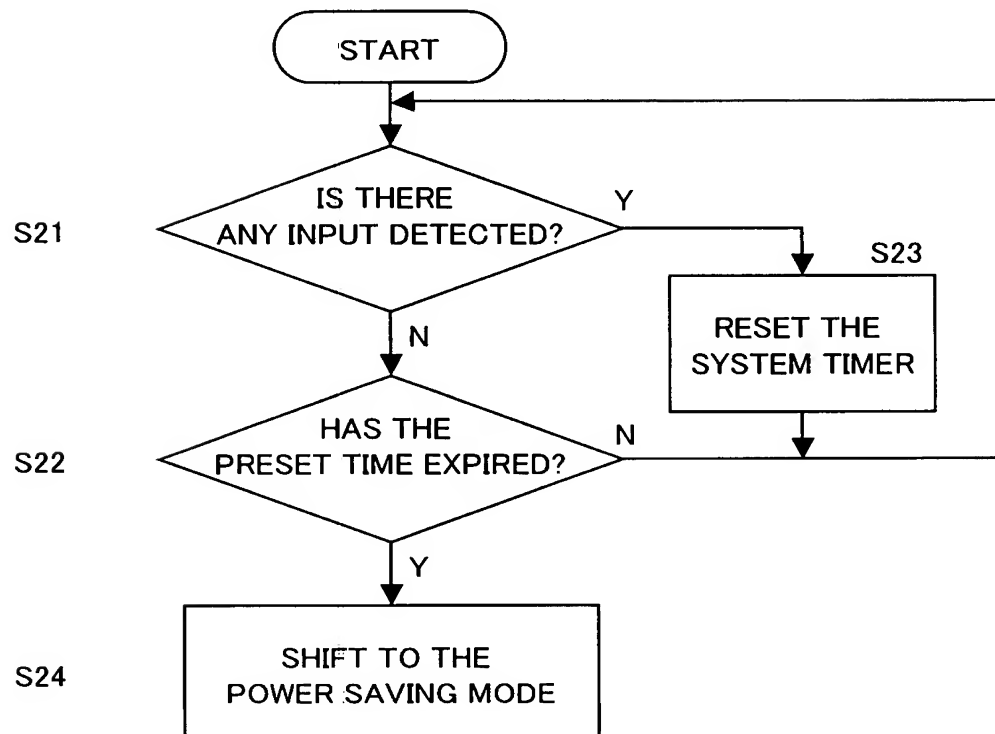 START
IS THERE
ANY INPUT DETECTED?
Y
S21
S23
RESET THE
SYSTEM TIMER
N
HAS THE
PRESET TIME EXPIRED?
N
S22
Y
SHIFT TO THE
POWER SAVING MODE
S24